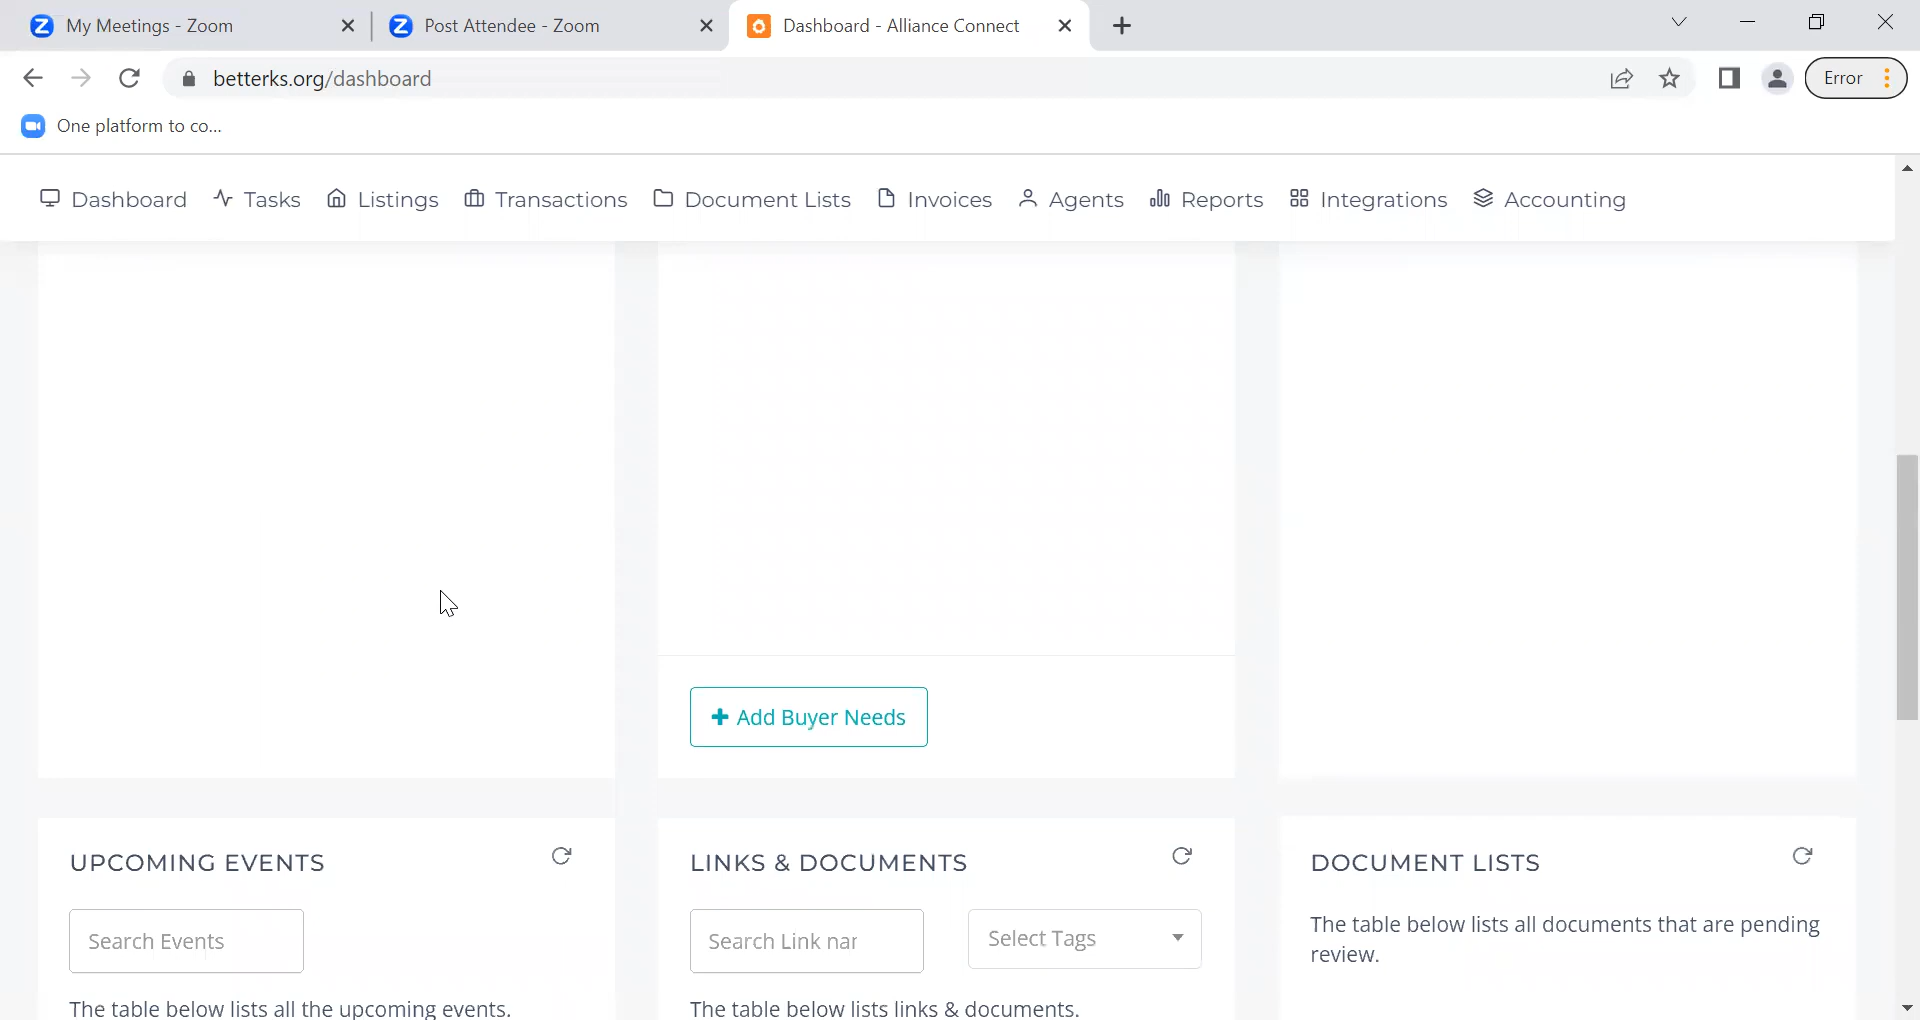 My Meetings - Zoom
Post Attendee - Zoom
Dashboard - Alliance Connect
betterks.org/dashboard
Error
One platform to co...
Dashboard
Tasks
Listings
Transactions
Document Lists
Invoices
Agents
Reports
Integrations
Accounting
Add Buyer Needs
UPCOMING EVENTS
Search Events
The table below lists all the upcoming events.
LINKS & DOCUMENTS
Search Link nar
Select Tags
The table below lists links & documents.
DOCUMENT LISTS
The table below lists all documents that are pending
review.